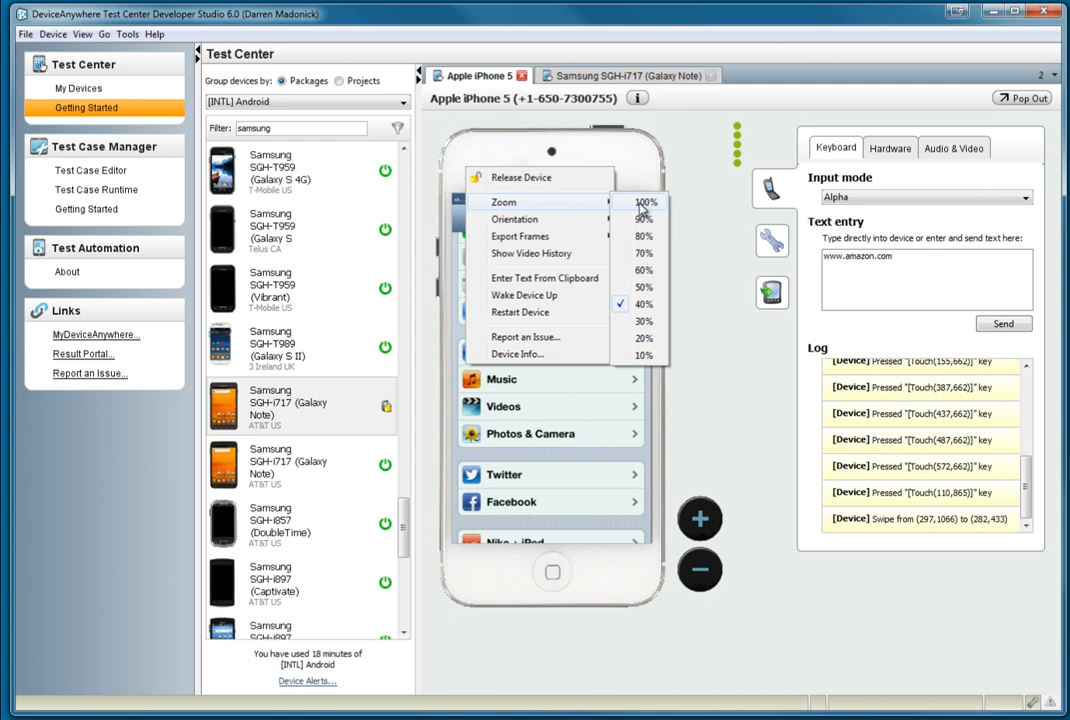 DeviceAnywhere Test Center Developer Studio 6.0 (Darren Madonick)
File Device View Go Tools Help
Test Center
My Devices
Getting Started
Test Case Manager
Test Case Editor
Test Case Runtime
Getting Started
Test Automation
About
Links
MyDeviceAnywhere...
Result Portal...
Report an Issue...
Test Center
Group devices by: Packages Projects
[INTL] Android
Filter: samsung
Samsung
SGH-T959
(Galaxy S 4G)
T-Mobile US
Samsung
SGH-T959
(Galaxy S
Telus CA
Samsung
SGH-T959
(Vibrant)
T-Mobile US
Samsung
SGH-T989
(Galaxy S II)
3 Ireland UK
Samsung
SGH-i717 (Galaxy
Note)
AT&T US
Samsung
SGH-i717 (Galaxy
Note)
AT&T US
Samsung
SGH-i857
(DoubleTime)
AT&T US
Samsung
SGH-i897
(Captivate)
AT&T US
Samsung
SGH-i897
You have used 18 minutes of
[INTL] Android
Device Alerts...
Apple iPhone 5 Samsung SGH-i717 (Galaxy Note) 2
Apple iPhone 5 (+1-650-7300755) i Pop Out
Release Device
Zoom
Orientation
Export Frames
Show Video History
Enter Text From Clipboard
Wake Device Up
Restart Device
Report an Issue...
Device Info...
100%
90%
80%
70%
60%
50%
40%
30%
20%
10%
Music
Videos
Photos & Camera
Twitter
Facebook
Nike + iPod
Keyboard Hardware Audio & Video
Input mode
Alpha
Text entry
Type directly into device or enter and send text here:
www.amazon.com
Send
Log
[Device] Pressed "[Touch(155,662)]" key
[Device] Pressed "[Touch(387,662)]" key
[Device] Pressed "[Touch(437,662)]" key
[Device] Pressed "[Touch(487,662)]" key
[Device] Pressed "[Touch(572,662)]" key
[Device] Pressed "[Touch(110,865)]" key
[Device] Swipe from (297,1066) to (282,433)